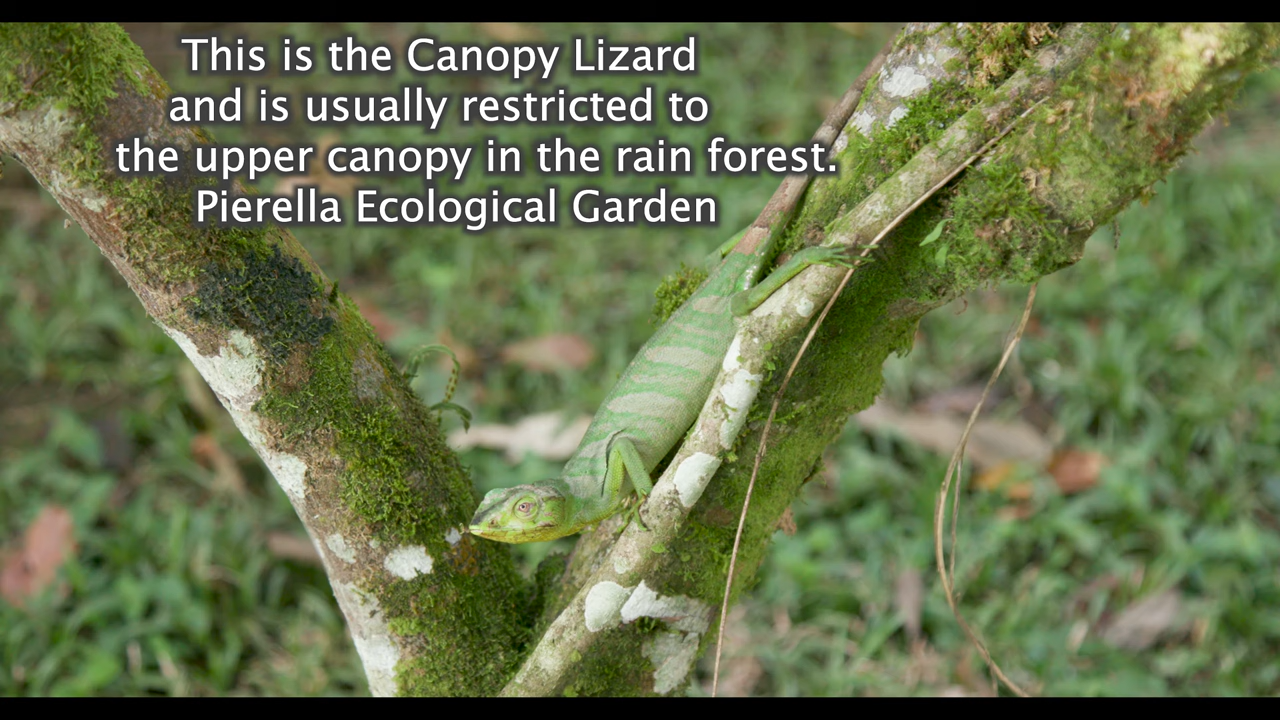 This is the Canopy Lizard
and is usually restricted to
the upper canopy in the rain forest.
Pierella Ecological Garden